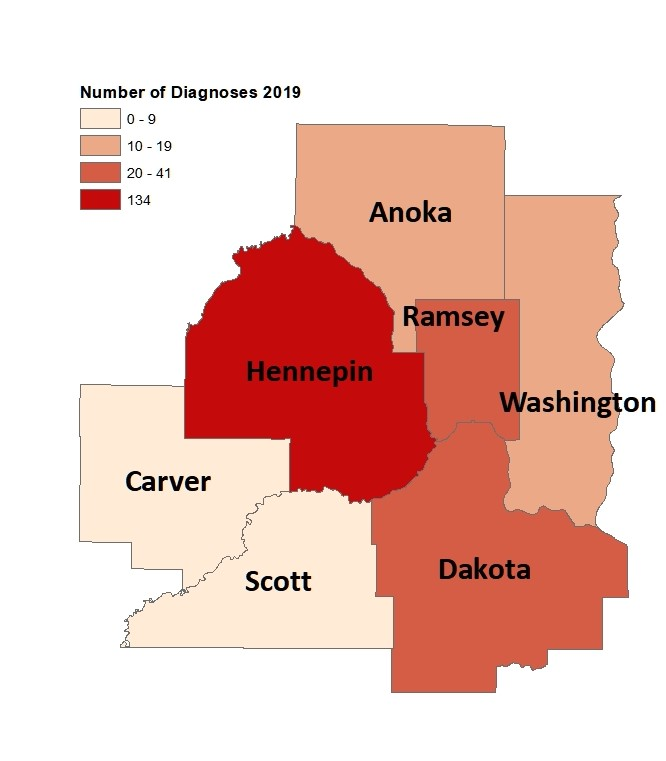 Number of Diagnoses 2019
0 - 9
10 - 19
20 - 41
134
Anoka
Ramsey
Hennepin
Washington
Carver
Dakota
Scott